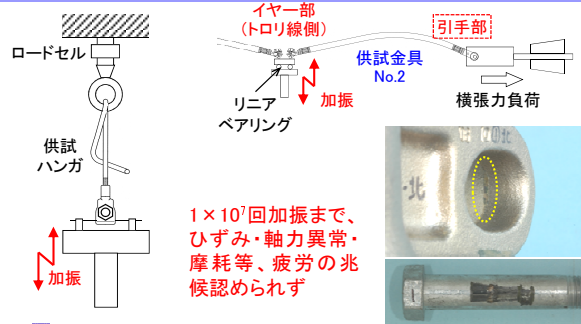 イヤー部
(トロリ線側)
引手部
ロードセル
供試金具
No.2
加振
リニア
ベアリング
横張力負荷
供試
ハンガ
1×10⁷回加振まで、
ひずみ・軸力異常・
摩耗等、疲労の兆
候認められず
加振
北